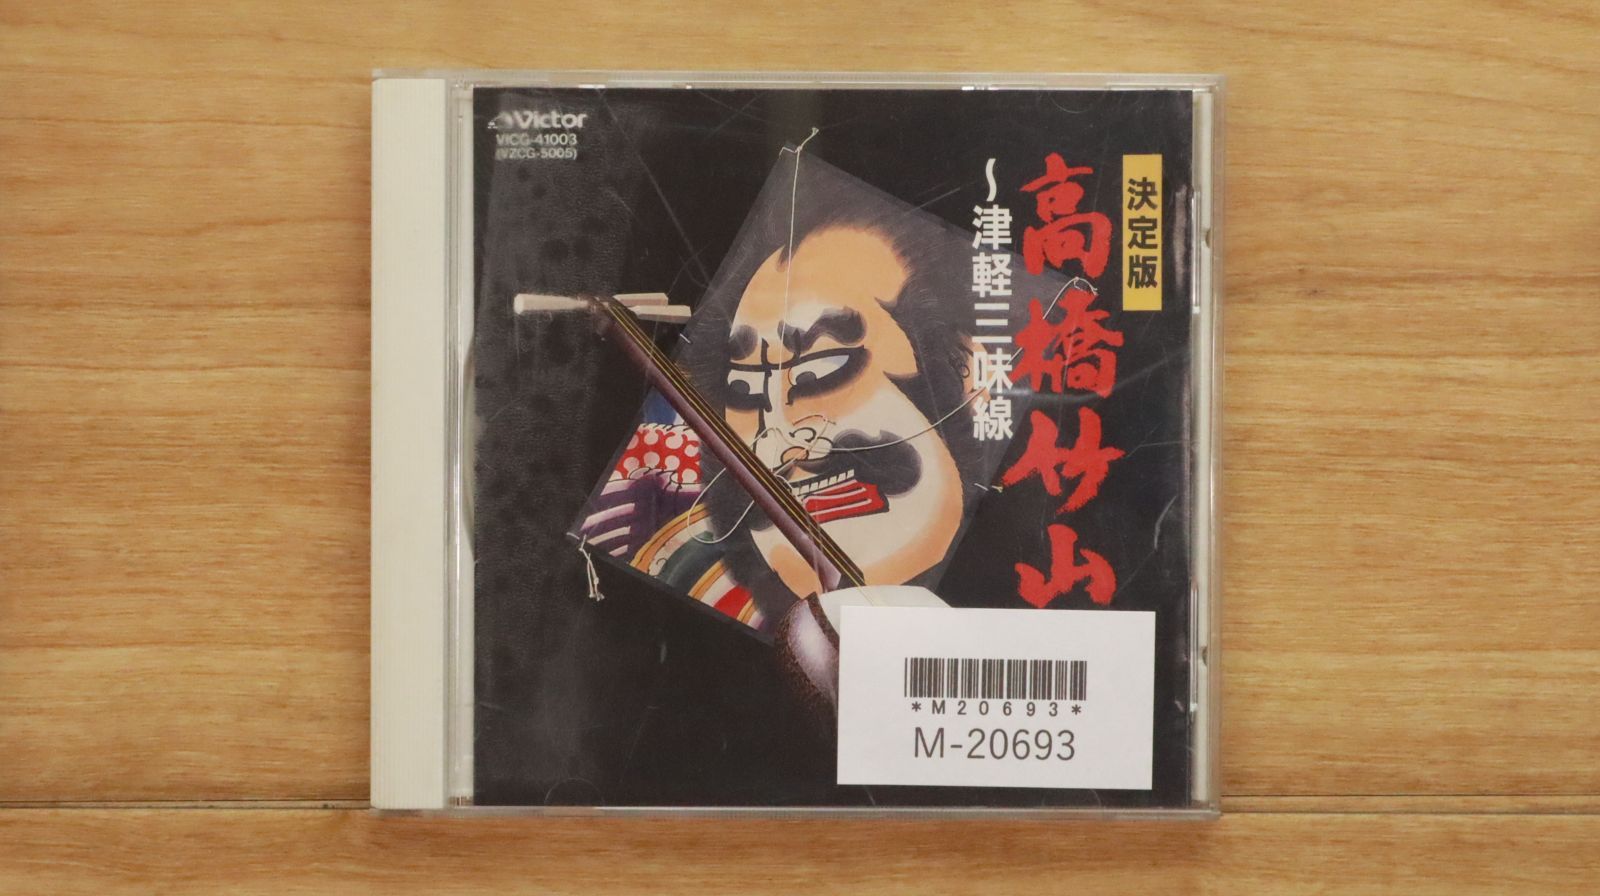 Victor
VICG-41003
(VZCG-5005)
決定版
高橋竹山
～津軽三味線
*M20693*
M-20693